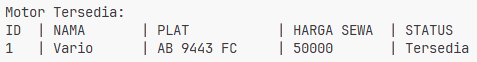 Motor Tersedia:
ID | NAMA | PLAT | HARGA SEWA | STATUS
1 | Vario | AB 9443 FC | 50000 | Tersedia